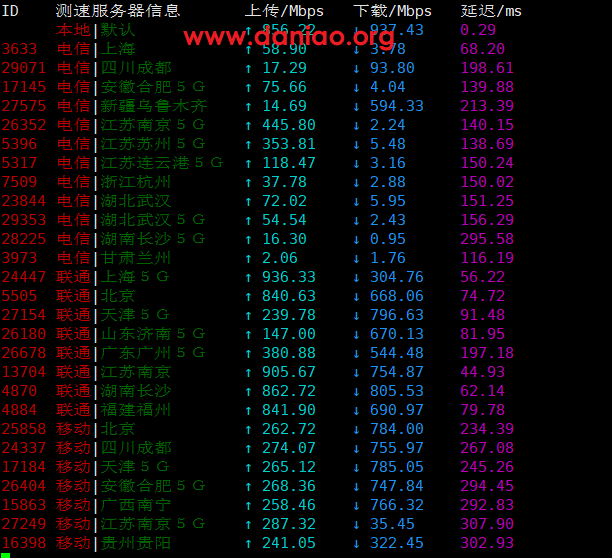 ID 测速服务器信息 上传/Mbps 下载/Mbps 延迟/ms
本地|默认 ↑ 856.22 ↓ 937.43 0.29
www.daniao.org
3633 电信|上海 ↑ 58.90 ↓ 3.78 68.20
29071 电信|四川成都 ↑ 17.29 ↓ 93.80 198.61
17145 电信|安徽合肥５Ｇ ↑ 75.66 ↓ 4.04 139.88
27575 电信|新疆乌鲁木齐 ↑ 14.69 ↓ 594.33 213.39
26352 电信|江苏南京５Ｇ ↑ 445.80 ↓ 2.24 140.15
5396 电信|江苏苏州５Ｇ ↑ 353.81 ↓ 5.48 138.69
5317 电信|江苏连云港５Ｇ ↑ 118.47 ↓ 3.16 150.24
7509 电信|浙江杭州 ↑ 37.78 ↓ 2.88 150.02
23844 电信|湖北武汉 ↑ 72.02 ↓ 5.95 151.25
29353 电信|湖北武汉５Ｇ ↑ 54.54 ↓ 2.43 156.29
28225 电信|湖南长沙５Ｇ ↑ 16.30 ↓ 0.95 295.58
3973 电信|甘肃兰州 ↑ 2.06 ↓ 1.76 116.19
24447 联通|上海５Ｇ ↑ 936.33 ↓ 304.76 56.22
5505 联通|北京 ↑ 840.63 ↓ 668.06 74.72
27154 联通|天津５Ｇ ↑ 239.78 ↓ 796.63 91.48
26180 联通|山东济南５Ｇ ↑ 147.00 ↓ 670.13 81.95
26678 联通|广东广州５Ｇ ↑ 380.88 ↓ 544.48 197.18
13704 联通|江苏南京 ↑ 905.67 ↓ 754.87 44.93
4870 联通|湖南长沙 ↑ 862.72 ↓ 805.53 62.14
4884 联通|福建福州 ↑ 841.90 ↓ 690.97 79.78
25858 移动|北京 ↑ 262.72 ↓ 784.00 234.39
24337 移动|四川成都 ↑ 274.07 ↓ 755.97 267.08
17184 移动|天津５Ｇ ↑ 265.12 ↓ 785.05 245.26
26404 移动|安徽合肥５Ｇ ↑ 268.36 ↓ 747.84 294.45
15863 移动|广西南宁 ↑ 258.46 ↓ 766.32 292.83
27249 移动|江苏南京５Ｇ ↑ 287.32 ↓ 35.45 307.90
16398 移动|贵州贵阳 ↑ 241.05 ↓ 322.45 302.93